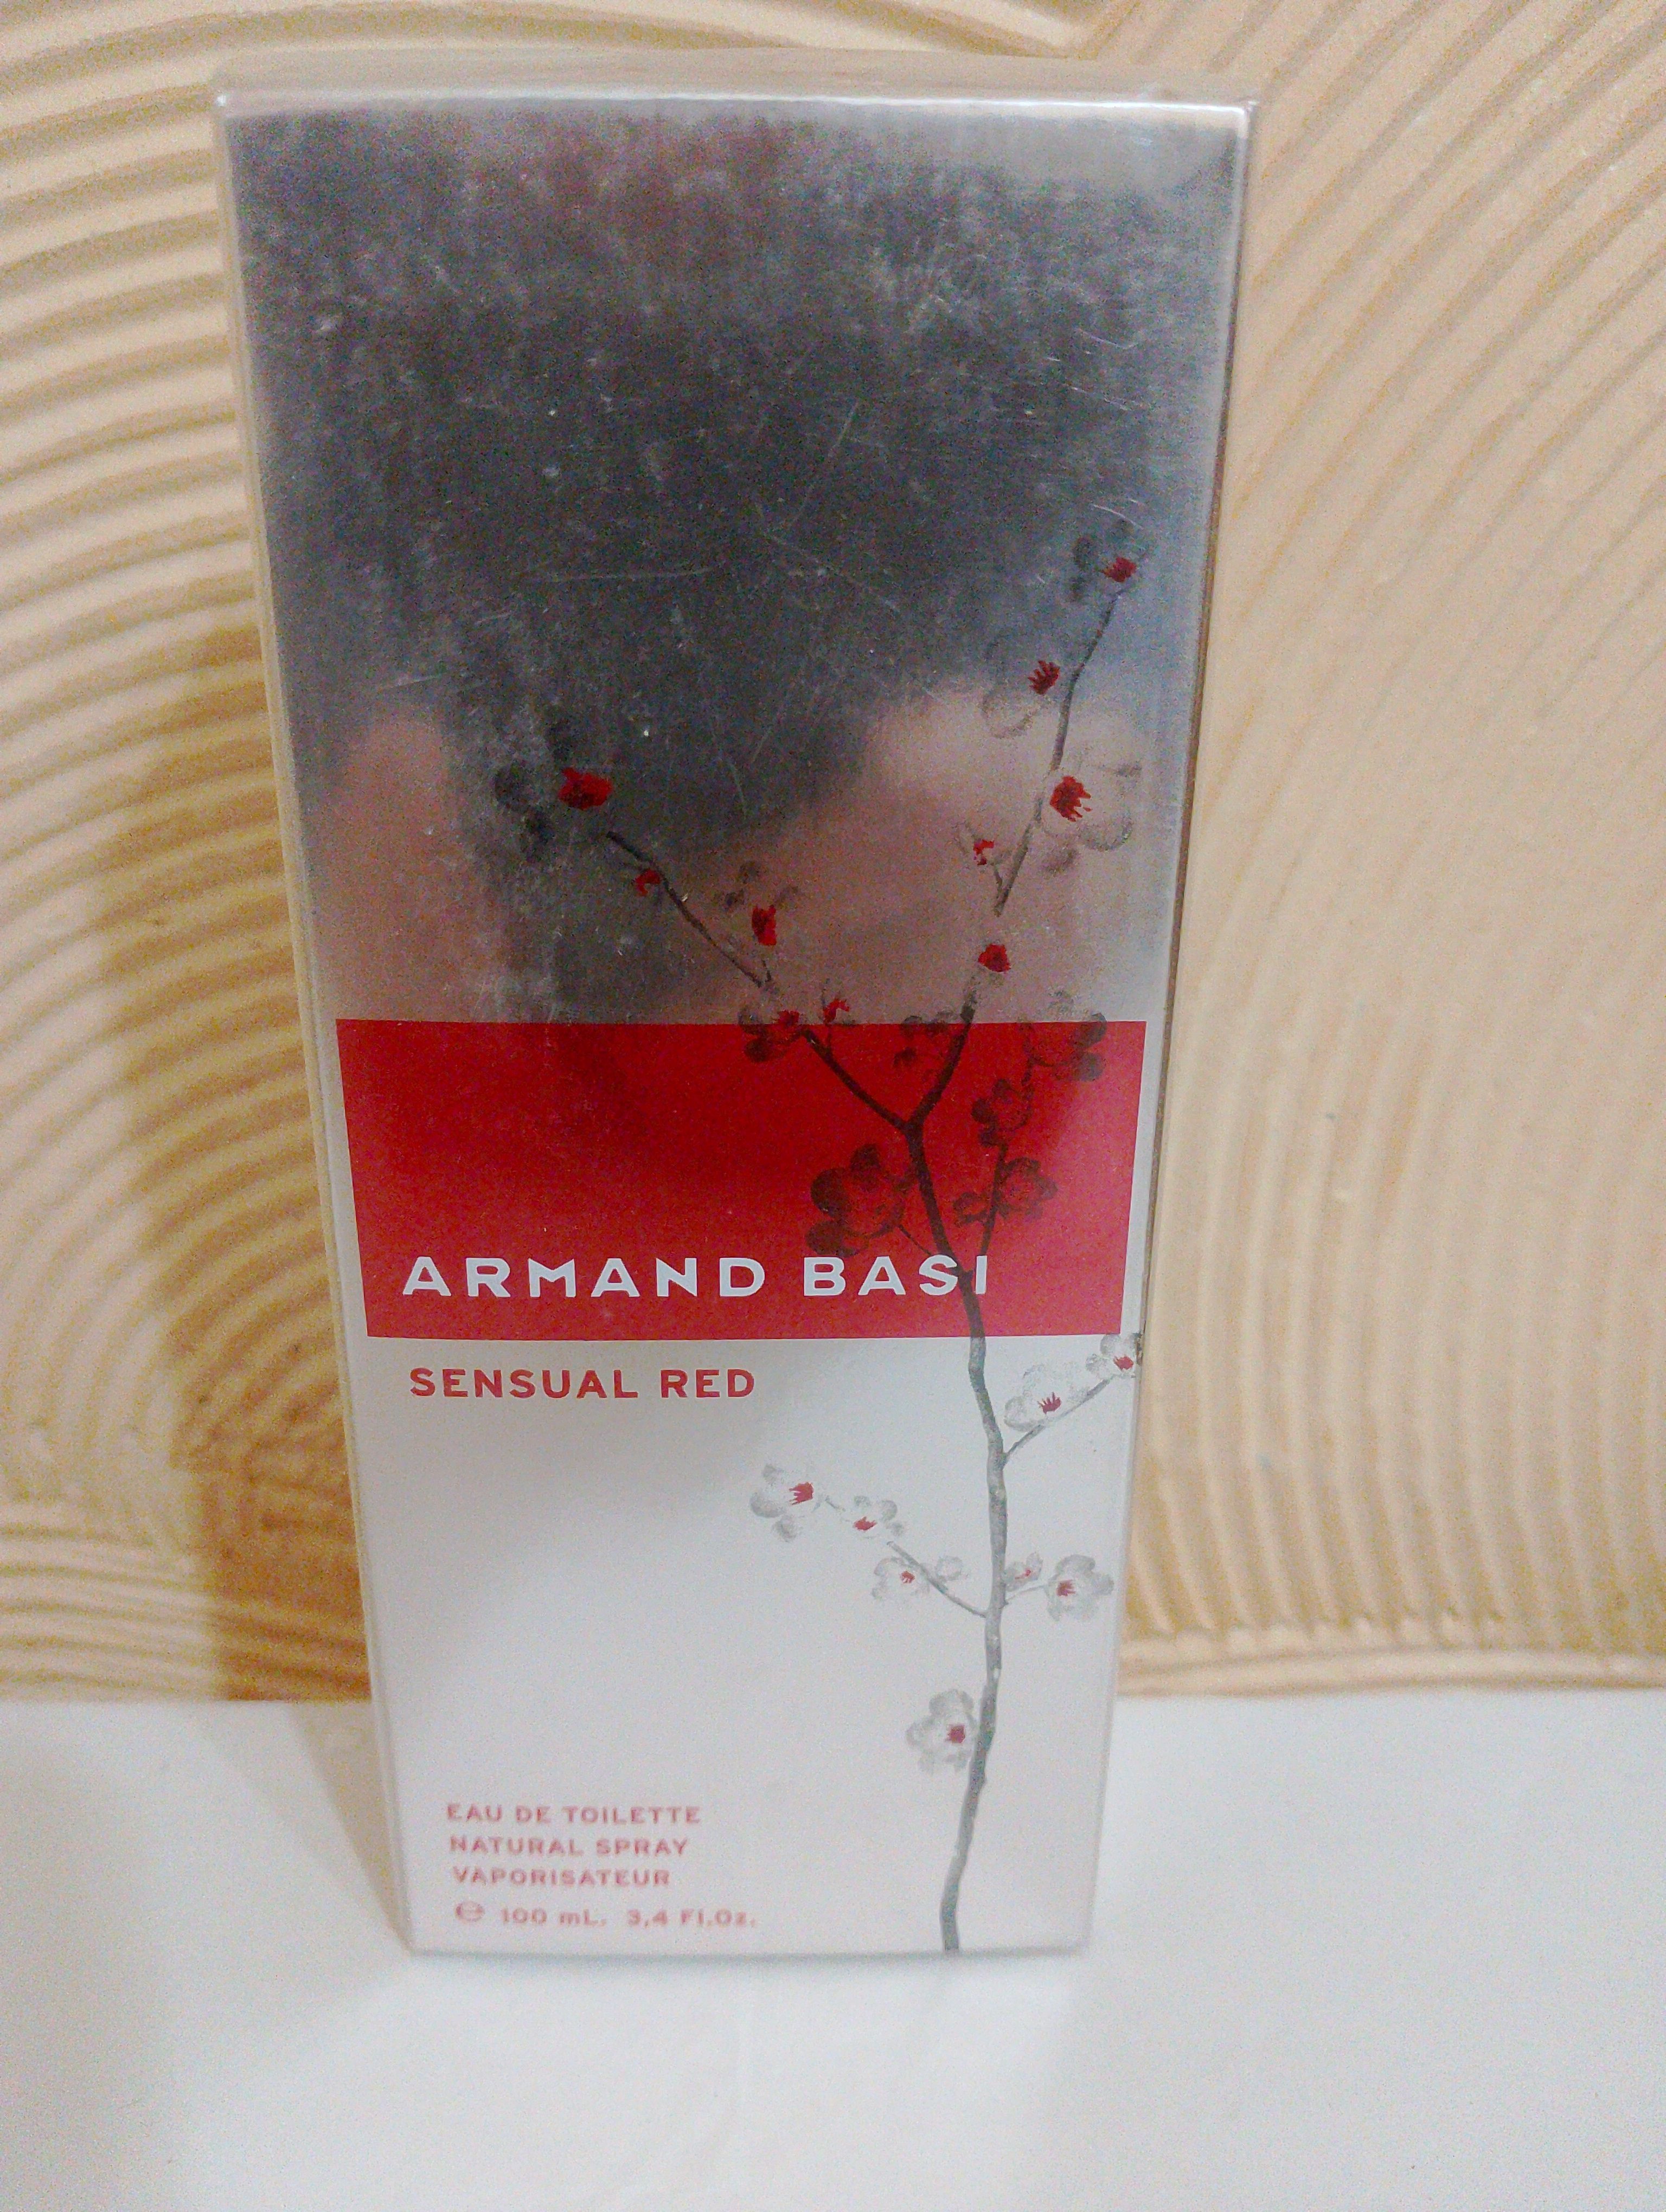 ARMAND BASI
SENSUAL RED
EAU DE TOILETTE
NATURAL SPRAY
VAPORISATEUR
℮ 100 mL. 3,4 Fl.Oz.